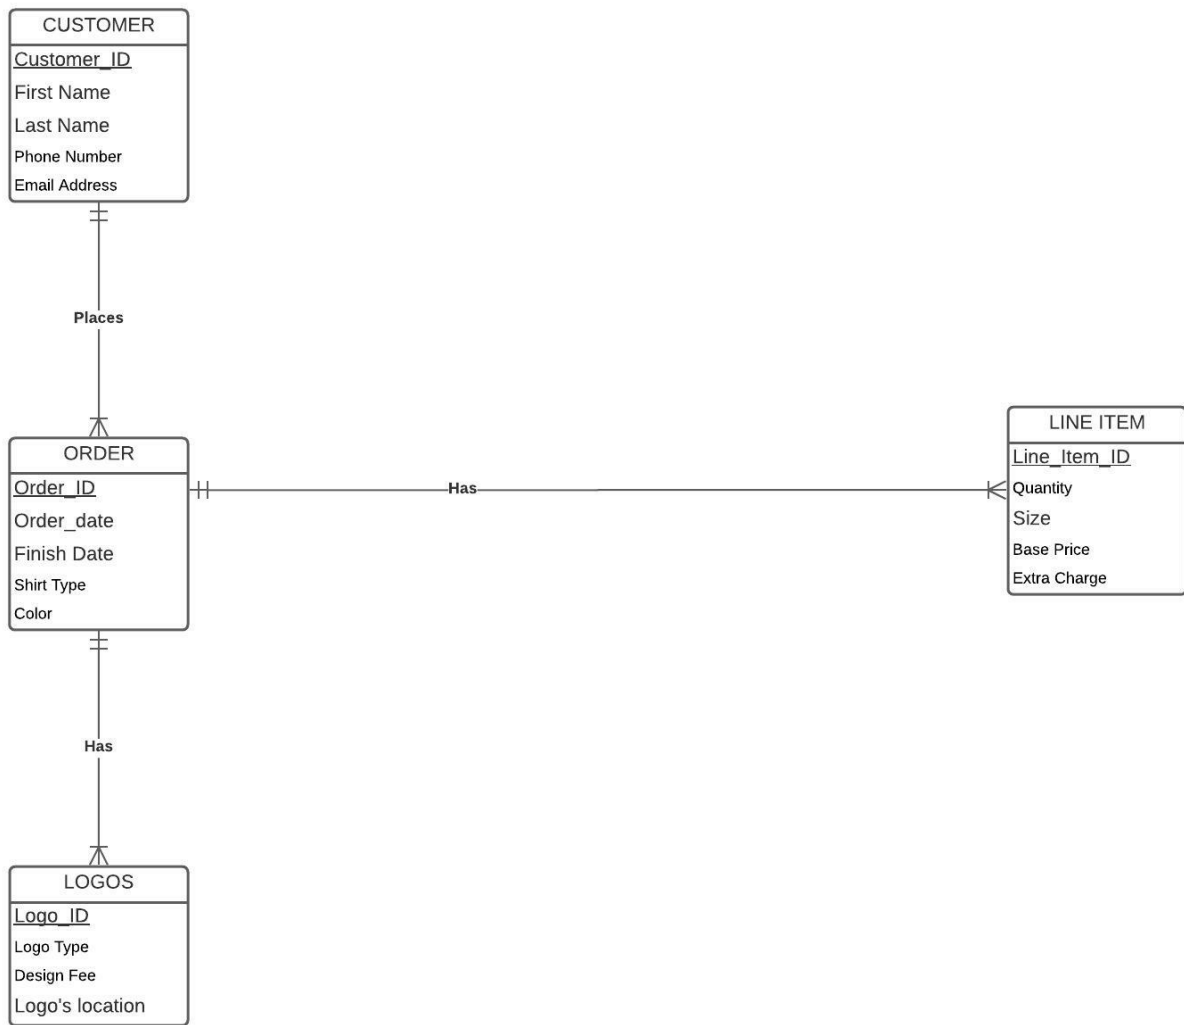 CUSTOMER
Customer_ID
First Name
Last Name
Phone Number
Email Address
Places
ORDER
Order_ID
Order_date
Finish Date
Shirt Type
Color
Has
LINE ITEM
Line_Item_ID
Quantity
Size
Base Price
Extra Charge
Has
LOGOS
Logo_ID
Logo Type
Design Fee
Logo's location